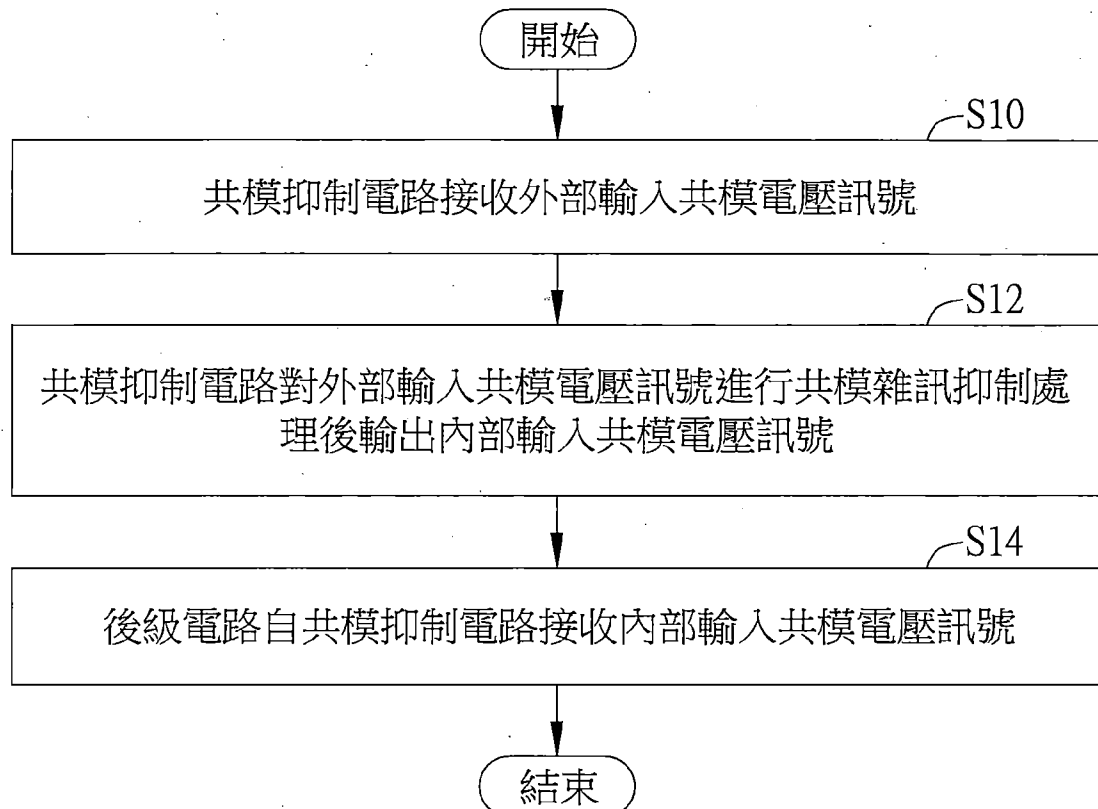 開始
S10
共模抑制電路接收外部輸入共模電壓訊號
S12
共模抑制電路對外部輸入共模電壓訊號進行共模雜訊抑制處
理後輸出內部輸入共模電壓訊號
S14
後級電路自共模抑制電路接收內部輸入共模電壓訊號
結束